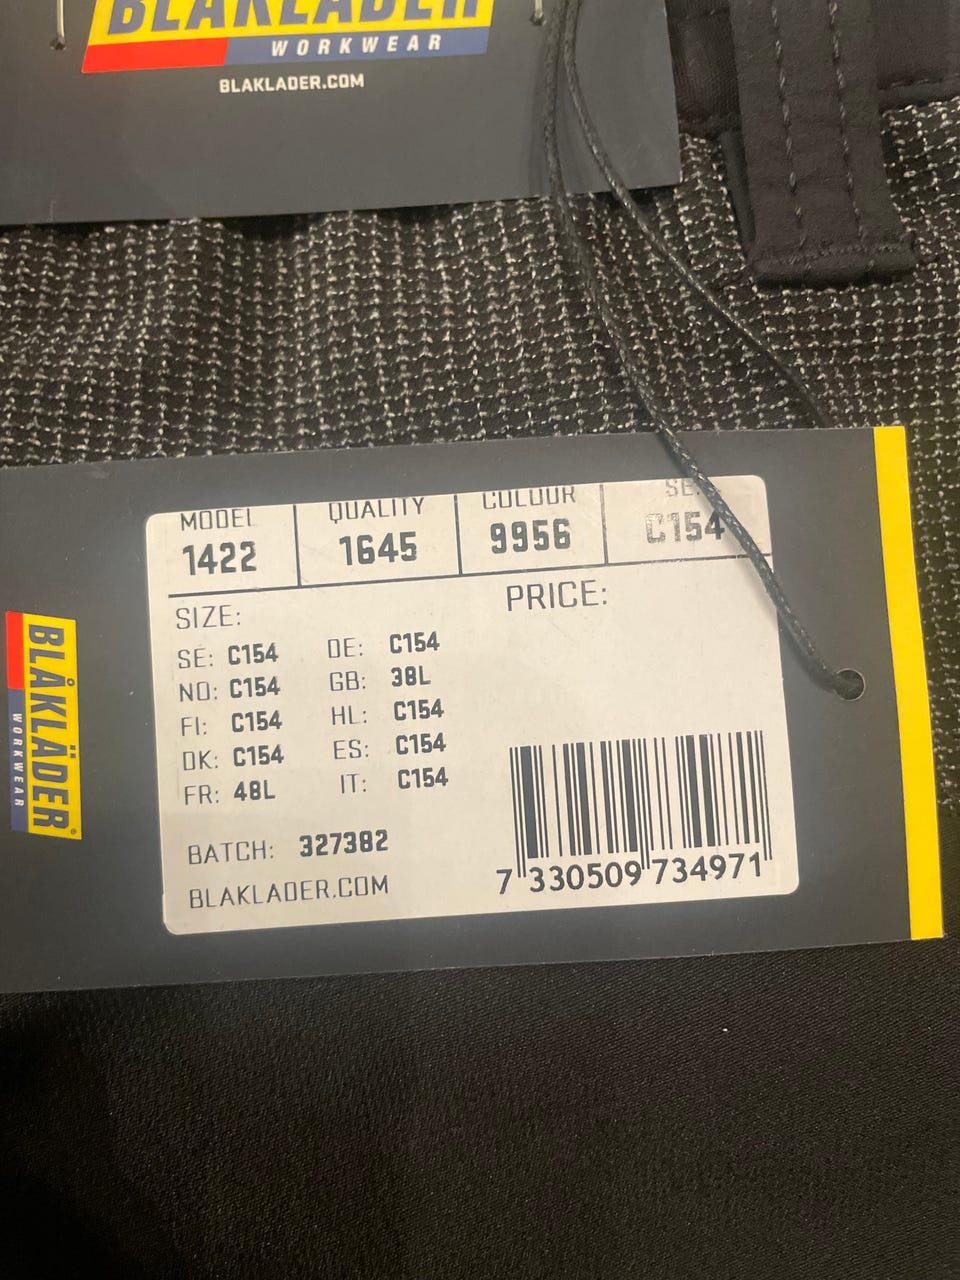 BLÅKLÄDER
WORKWEAR
BLAKLADER.COM
MODEL QUALITY COLOUR SE:
1422 1645 9956 C154
SIZE: PRICE:
SE: C154 DE: C154
NO: C154 GB: 38L
FI: C154 HL: C154
DK: C154 ES: C154
FR: 48L IT: C154
BATCH: 327382
BLAKLADER.COM
7 330509 734971
BLÅKLÄDER®
WORKWEAR